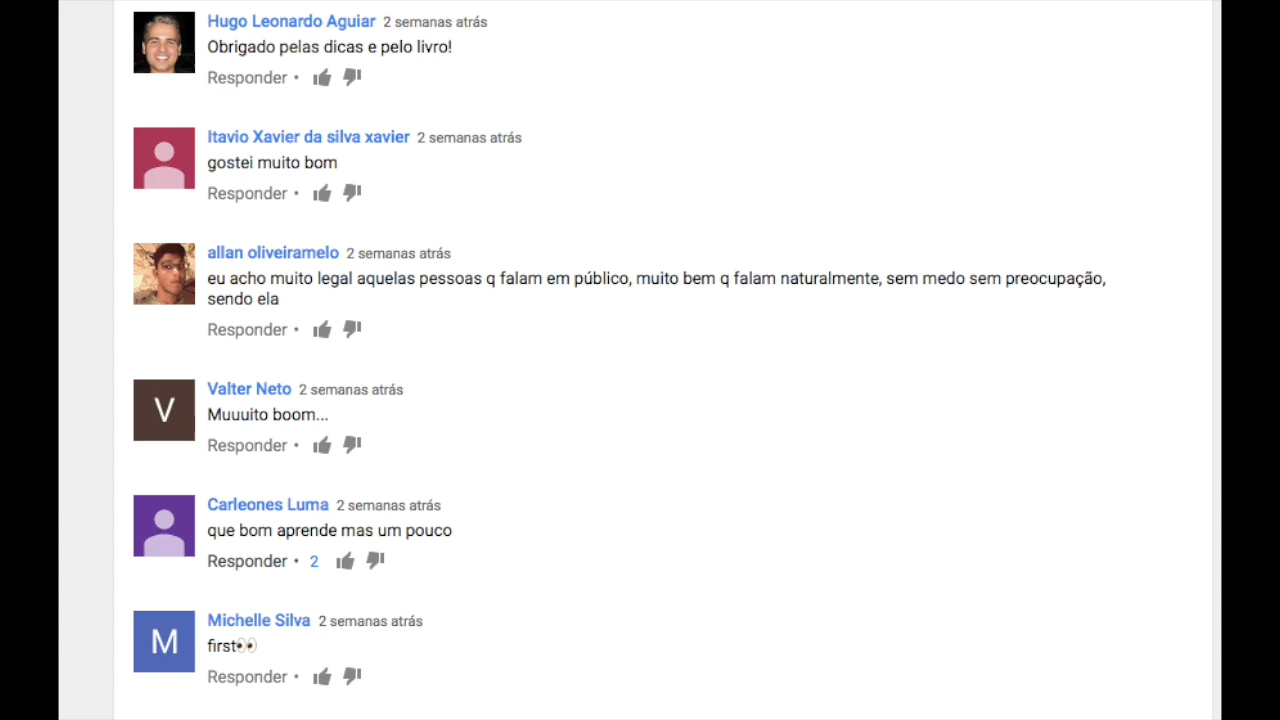 Hugo Leonardo Aguiar 2 semanas atrás
Obrigado pelas dicas e pelo livro!
Responder •
Itavio Xavier da silva xavier 2 semanas atrás
gostei muito bom
Responder •
allan oliveiramelo 2 semanas atrás
eu acho muito legal aquelas pessoas q falam em público, muito bem q falam naturalmente, sem medo sem preocupação,
sendo ela
Responder •
V
Valter Neto 2 semanas atrás
Muuuito boom...
Responder •
Carleones Luma 2 semanas atrás
que bom aprende mas um pouco
Responder • 2
M
Michelle Silva 2 semanas atrás
first👀
Responder •